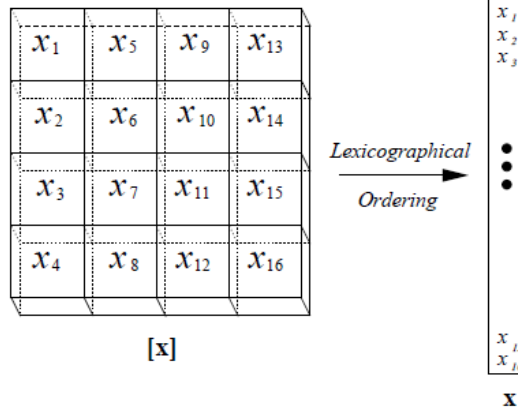 x1 x5 x9 x13
x2 x6 x10 x14
x3 x7 x11 x15
x4 x8 x12 x16
[x]
Lexicographical
Ordering
x1
x2
x3
x